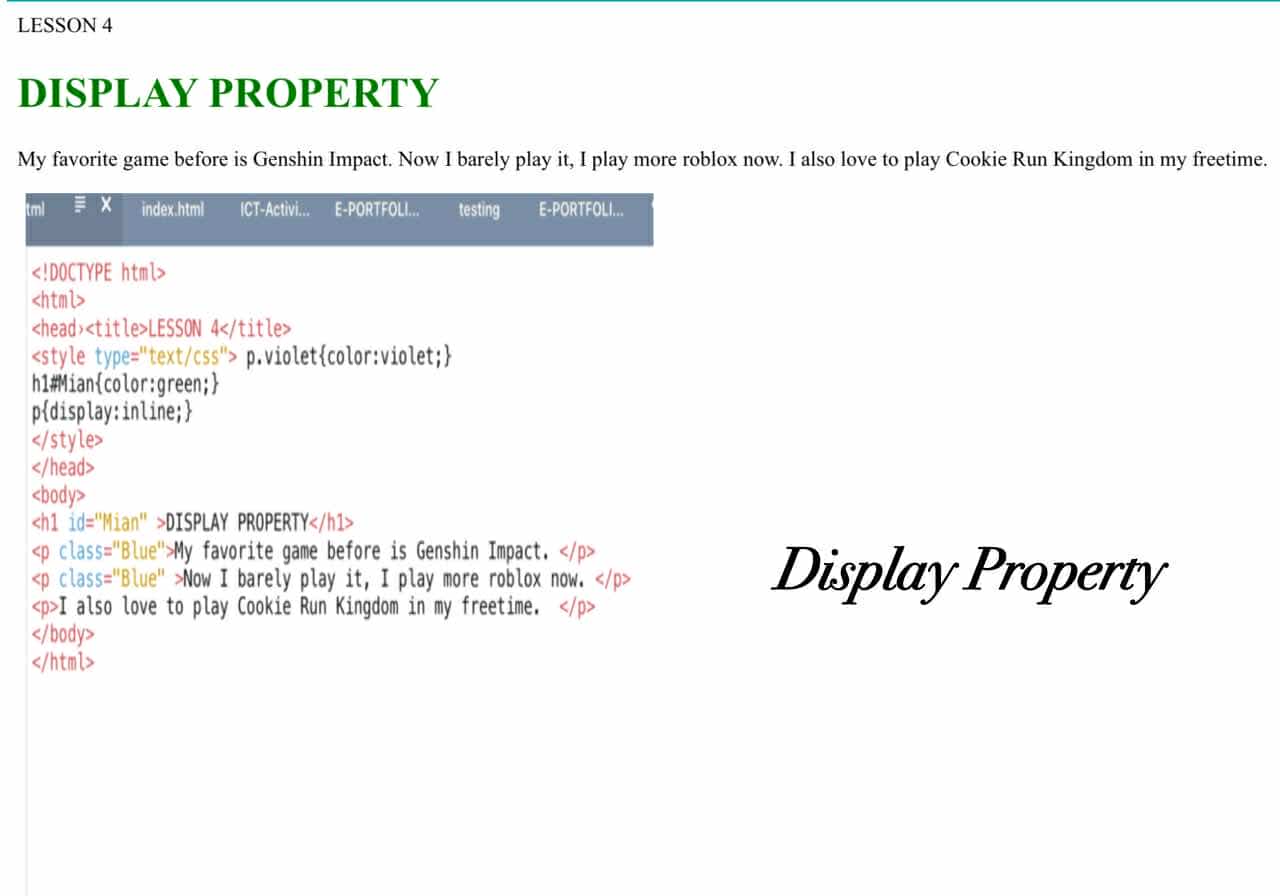 LESSON 4
DISPLAY PROPERTY
My favorite game before is Genshin Impact. Now I barely play it, I play more roblox now. I also love to play Cookie Run Kingdom in my freetime.
tml X index.html ICT-Activi... E-PORTFOLI... testing E-PORTFOLI...
<!DOCTYPE html>
<html>
<head><title>LESSON 4</title>
<style type="text/css"> p.violet{color:violet;}
h1#Mian{color:green;}
p{display:inline;}
</style>
</head>
<body>
<h1 id="Mian" >DISPLAY PROPERTY</h1>
<p class="Blue">My favorite game before is Genshin Impact. </p>
<p class="Blue" >Now I barely play it, I play more roblox now. </p>
<p>I also love to play Cookie Run Kingdom in my freetime.  </p>
</body>
</html>
Display Property